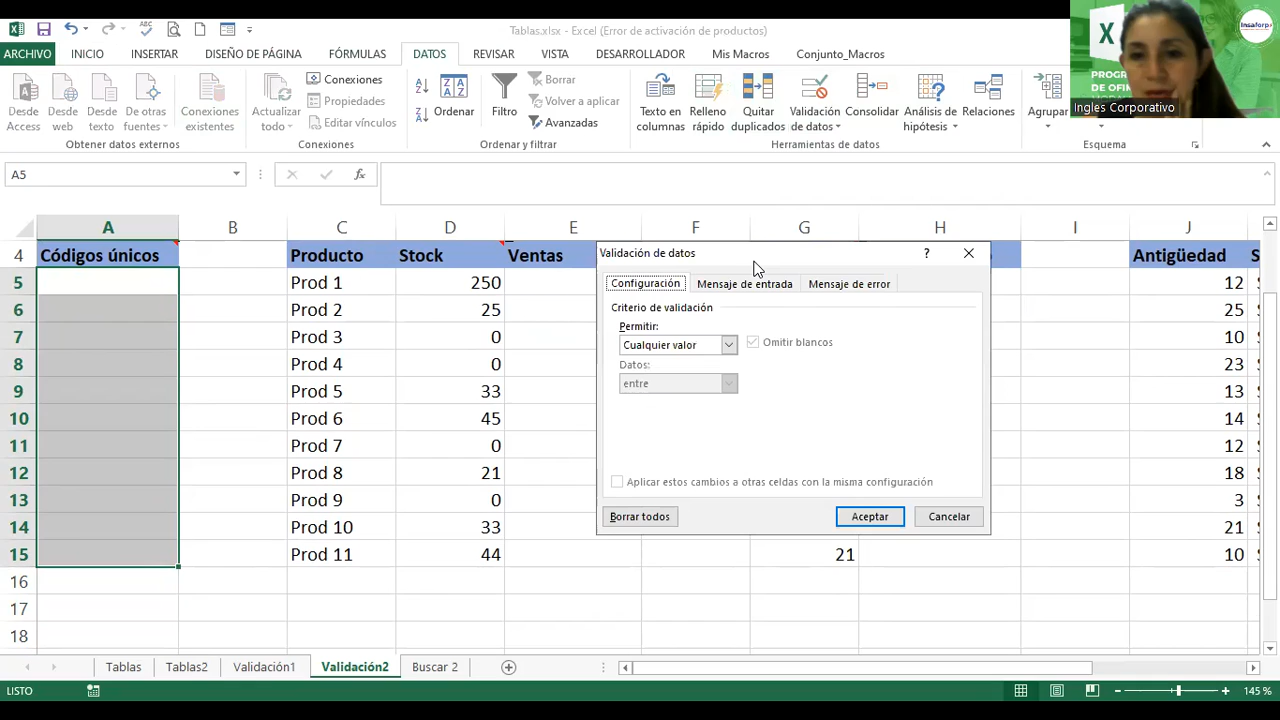 Tablas.xlsx - Excel (Error de activación de productos)
ARCHIVO INICIO INSERTAR DISEÑO DE PÁGINA FÓRMULAS DATOS REVISAR VISTA DESARROLLADOR Mis Macros Conjunto_Macros
Desde Access
Desde web
Desde texto
De otras fuentes
Conexiones existentes
Actualizar todo
Conexiones
Propiedades
Editar vínculos
Ordenar
Filtro
Borrar
Volver a aplicar
Avanzadas
Texto en columnas
Relleno rápido
Quitar duplicados
Validación de datos
Consolidar
Análisis de hipótesis
Relaciones
Agrupar
Obtener datos externos Conexiones Ordenar y filtrar Herramientas de datos Esquema
Insaforp
Ingles Corporativo
A5 fx
A B C D E F G H I J
4 Códigos únicos Producto Stock Ventas Antigüedad S
5 Prod 1 250 12
6 Prod 2 25 25
7 Prod 3 0 10
8 Prod 4 0 23
9 Prod 5 33 13
10 Prod 6 45 14
11 Prod 7 0 12
12 Prod 8 21 18
13 Prod 9 0 3
14 Prod 10 33 21
15 Prod 11 44 21 10
16
17
18
Validación de datos ?
Configuración Mensaje de entrada Mensaje de error
Criterio de validación
Permitir:
Cualquier valor Omitir blancos
Datos:
entre
Aplicar estos cambios a otras celdas con la misma configuración
Borrar todos Aceptar Cancelar
Tablas Tablas2 Validación1 Validación2 Buscar 2
LISTO 145 %